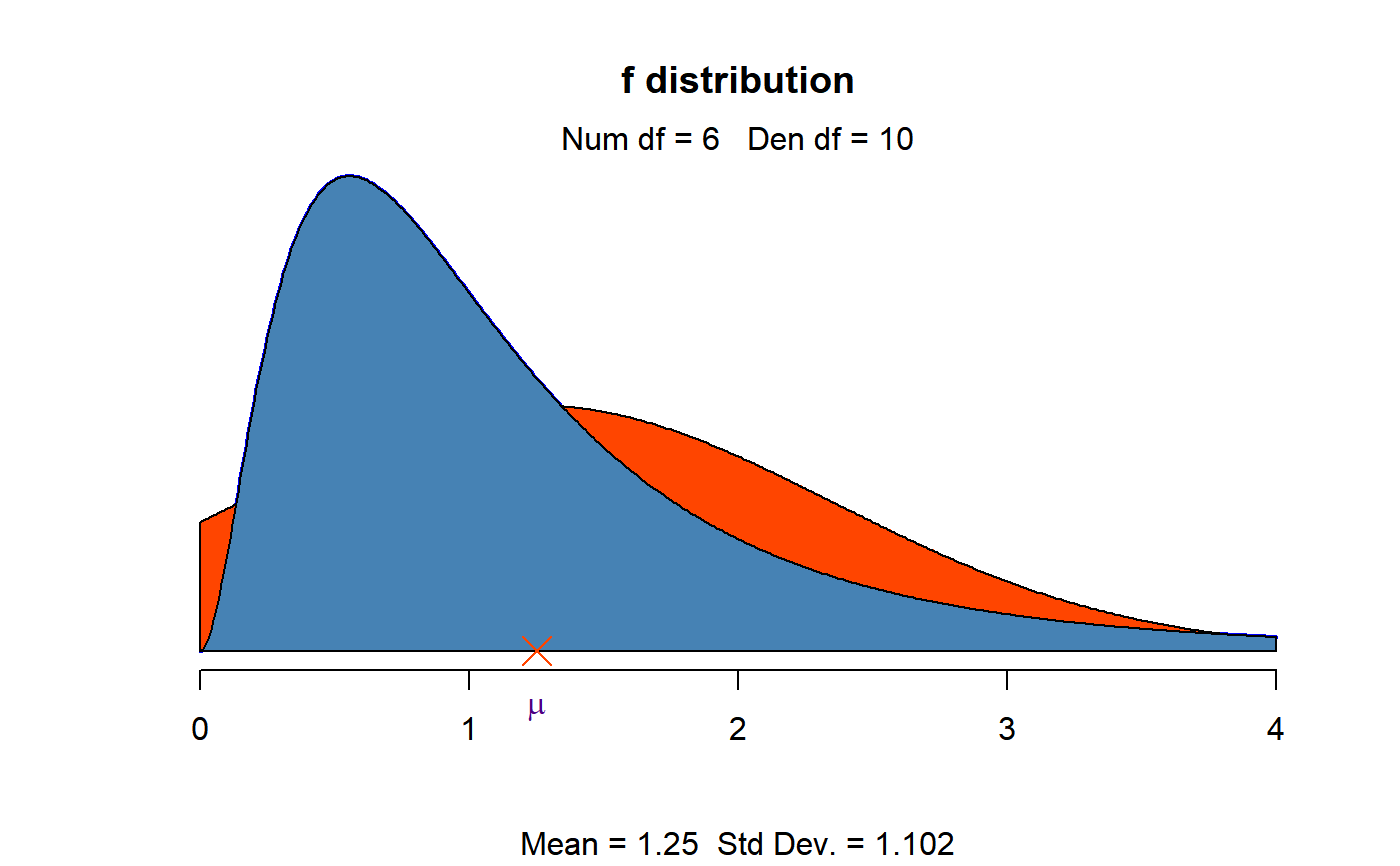 f distribution
Num df = 6 Den df = 10
μ
0 1 2 3 4
Mean = 1.25 Std Dev. = 1.102